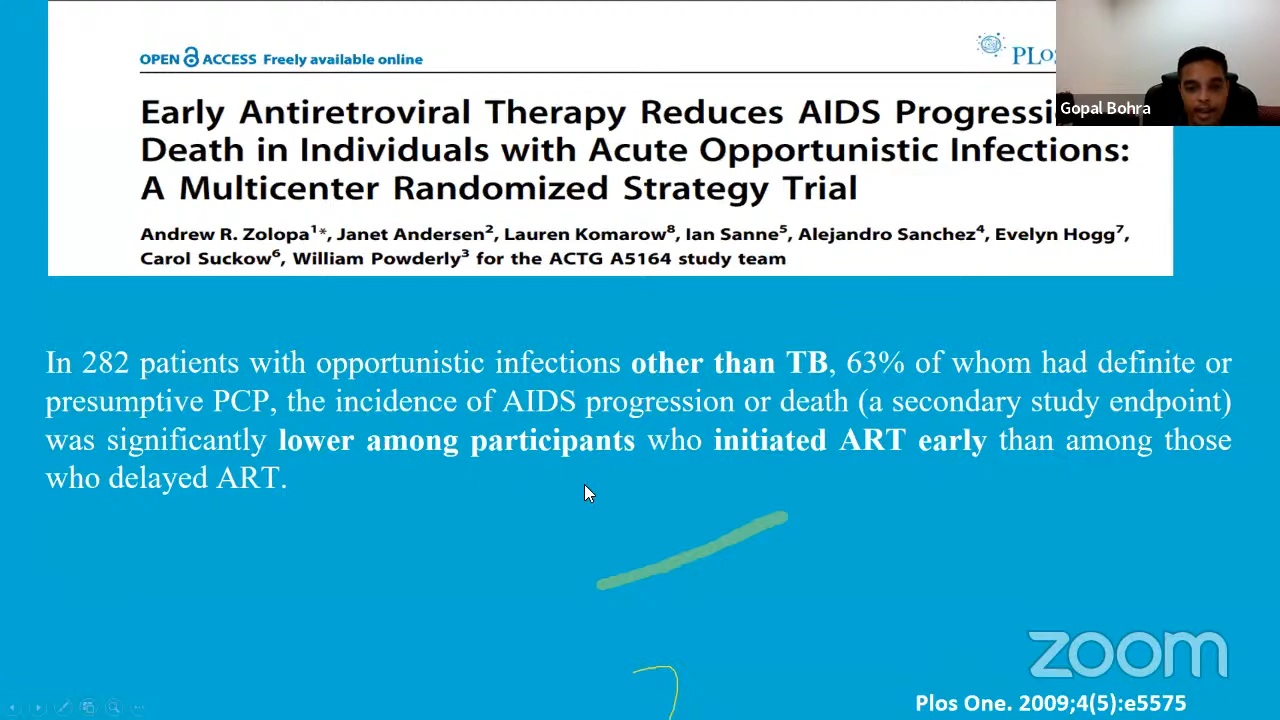 OPEN ACCESS Freely available online
PLoS
Gopal Bohra
Early Antiretroviral Therapy Reduces AIDS
Death in Individuals with Acute Opportunistic Infections:
A Multicenter Randomized Strategy Trial
Andrew R. Zolopa1*, Janet Andersen2, Lauren Komarow8, Ian Sanne5, Alejandro Sanchez4, Evelyn Hogg7,
Carol Suckow6, William Powderly3 for the ACTG A5164 study team
In 282 patients with opportunistic infections other than TB, 63% of whom had definite or
presumptive PCP, the incidence of AIDS progression or death (a secondary study endpoint)
was significantly lower among participants who initiated ART early than among those
who delayed ART.
zoom
Plos One. 2009;4(5):e5575